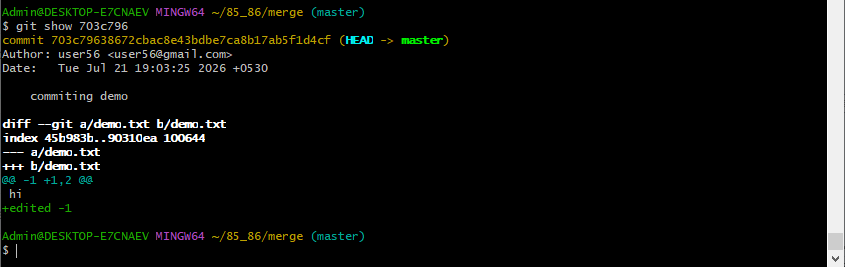 Admin@DESKTOP-E7CNAEV MINGW64 ~/85_86/merge (master)
$ git show 703c796
commit 703c79638672cbac8e43bdbe7ca8b17ab5f1d4cf (HEAD -> master)
Author: user56 <user56@gmail.com>
Date:   Tue Jul 21 19:03:25 2026 +0530

    commiting demo

diff --git a/demo.txt b/demo.txt
index 45b983b..90310ea 100644
--- a/demo.txt
+++ b/demo.txt
@@ -1 +1,2 @@
 hi
+edited -1

Admin@DESKTOP-E7CNAEV MINGW64 ~/85_86/merge (master)
$